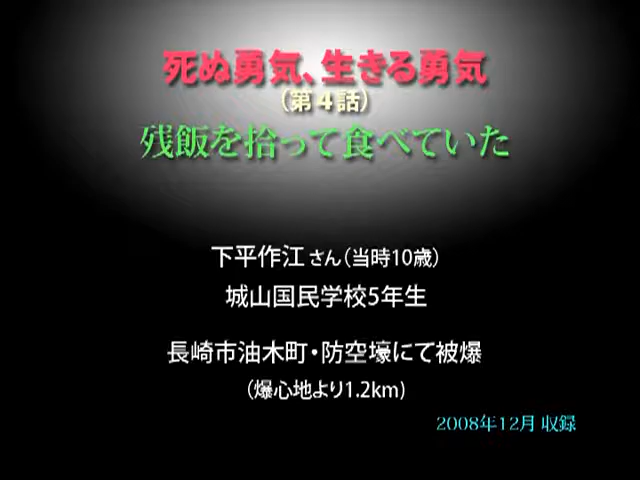 死ぬ勇気、生きる勇気
（第４話）
残飯を拾って食べていた
下平作江さん（当時10歳）
城山国民学校5年生
長崎市油木町・防空壕にて被爆
（爆心地より1.2km）
2008年12月 収録